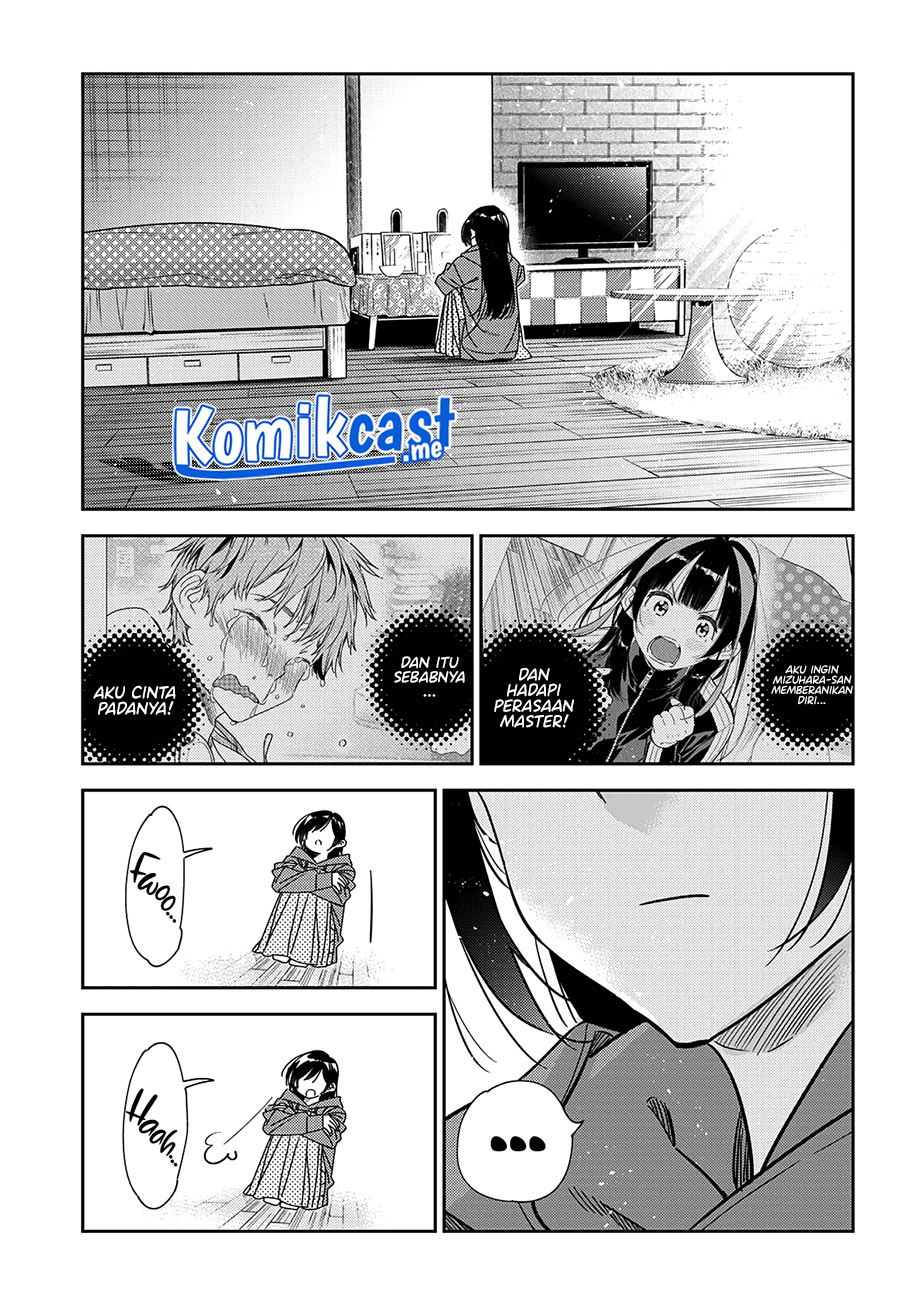 Komikcast
.me
AKU INGIN
MIZUHARA-SAN
MEMBERANIKAN
DIRI...
DAN
HADAPI
PERASAAN
MASTER!
DAN ITU
SEBABNYA
...
AKU CINTA
PADANYA!
...
Fwoo...
Haah...